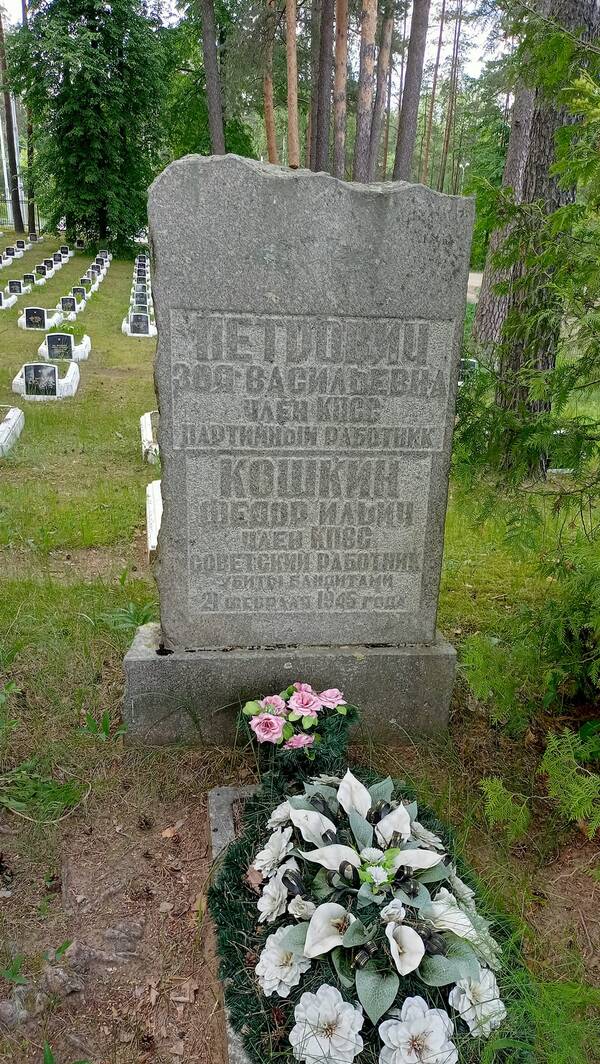 ПЕТРОВИЧ
ЗОЯ ВАСИЛЬЕВНА
ЧЛЕН КПСС
ПАРТИЙНЫЙ РАБОТНИК
КОШКИН
ФЕДОР ИЛЬИЧ
ЧЛЕН КПСС
СОВЕТСКИЙ РАБОТНИК
УБИТЫ БАНДИТАМИ
21 ФЕВРАЛЯ 1945 ГОДА